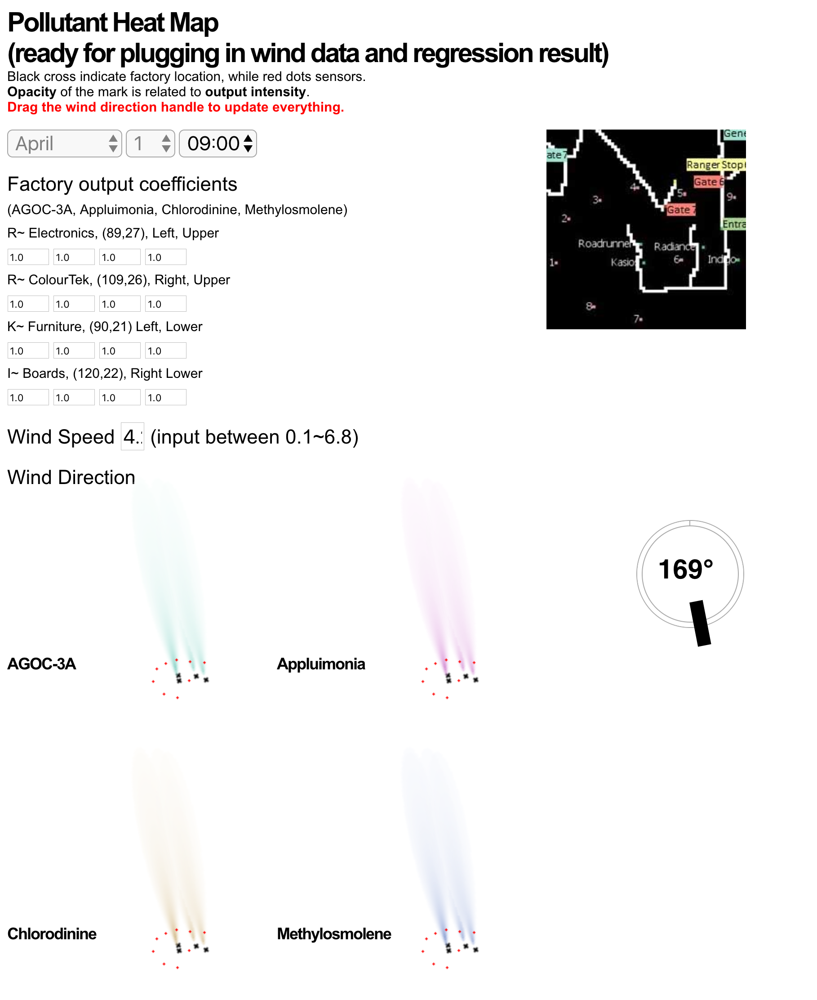 Pollutant Heat Map
(ready for plugging in wind data and regression result)
Black cross indicate factory location, while red dots sensors.
Opacity of the mark is related to output intensity.
Drag the wind direction handle to update everything.
April 1 09:00
Factory output coefficients
(AGOC-3A, Appluimonia, Chlorodinine, Methylosmolene)
R~ Electronics, (89,27), Left, Upper
1.0 1.0 1.0 1.0
R~ ColourTek, (109,26), Right, Upper
1.0 1.0 1.0 1.0
K~ Furniture, (90,21) Left, Lower
1.0 1.0 1.0 1.0
I~ Boards, (120,22), Right Lower
1.0 1.0 1.0 1.0
Gene
ate 7
Ranger Stop
Gate 6
4
5
9
3
Gate 7
2
Entra
Roadrunner
Radiance
1
Kasio
6
Indigo
8
7
Wind Speed 4. (input between 0.1~6.8)
Wind Direction
169°
AGOC-3A
Appluimonia
Chlorodinine
Methylosmolene